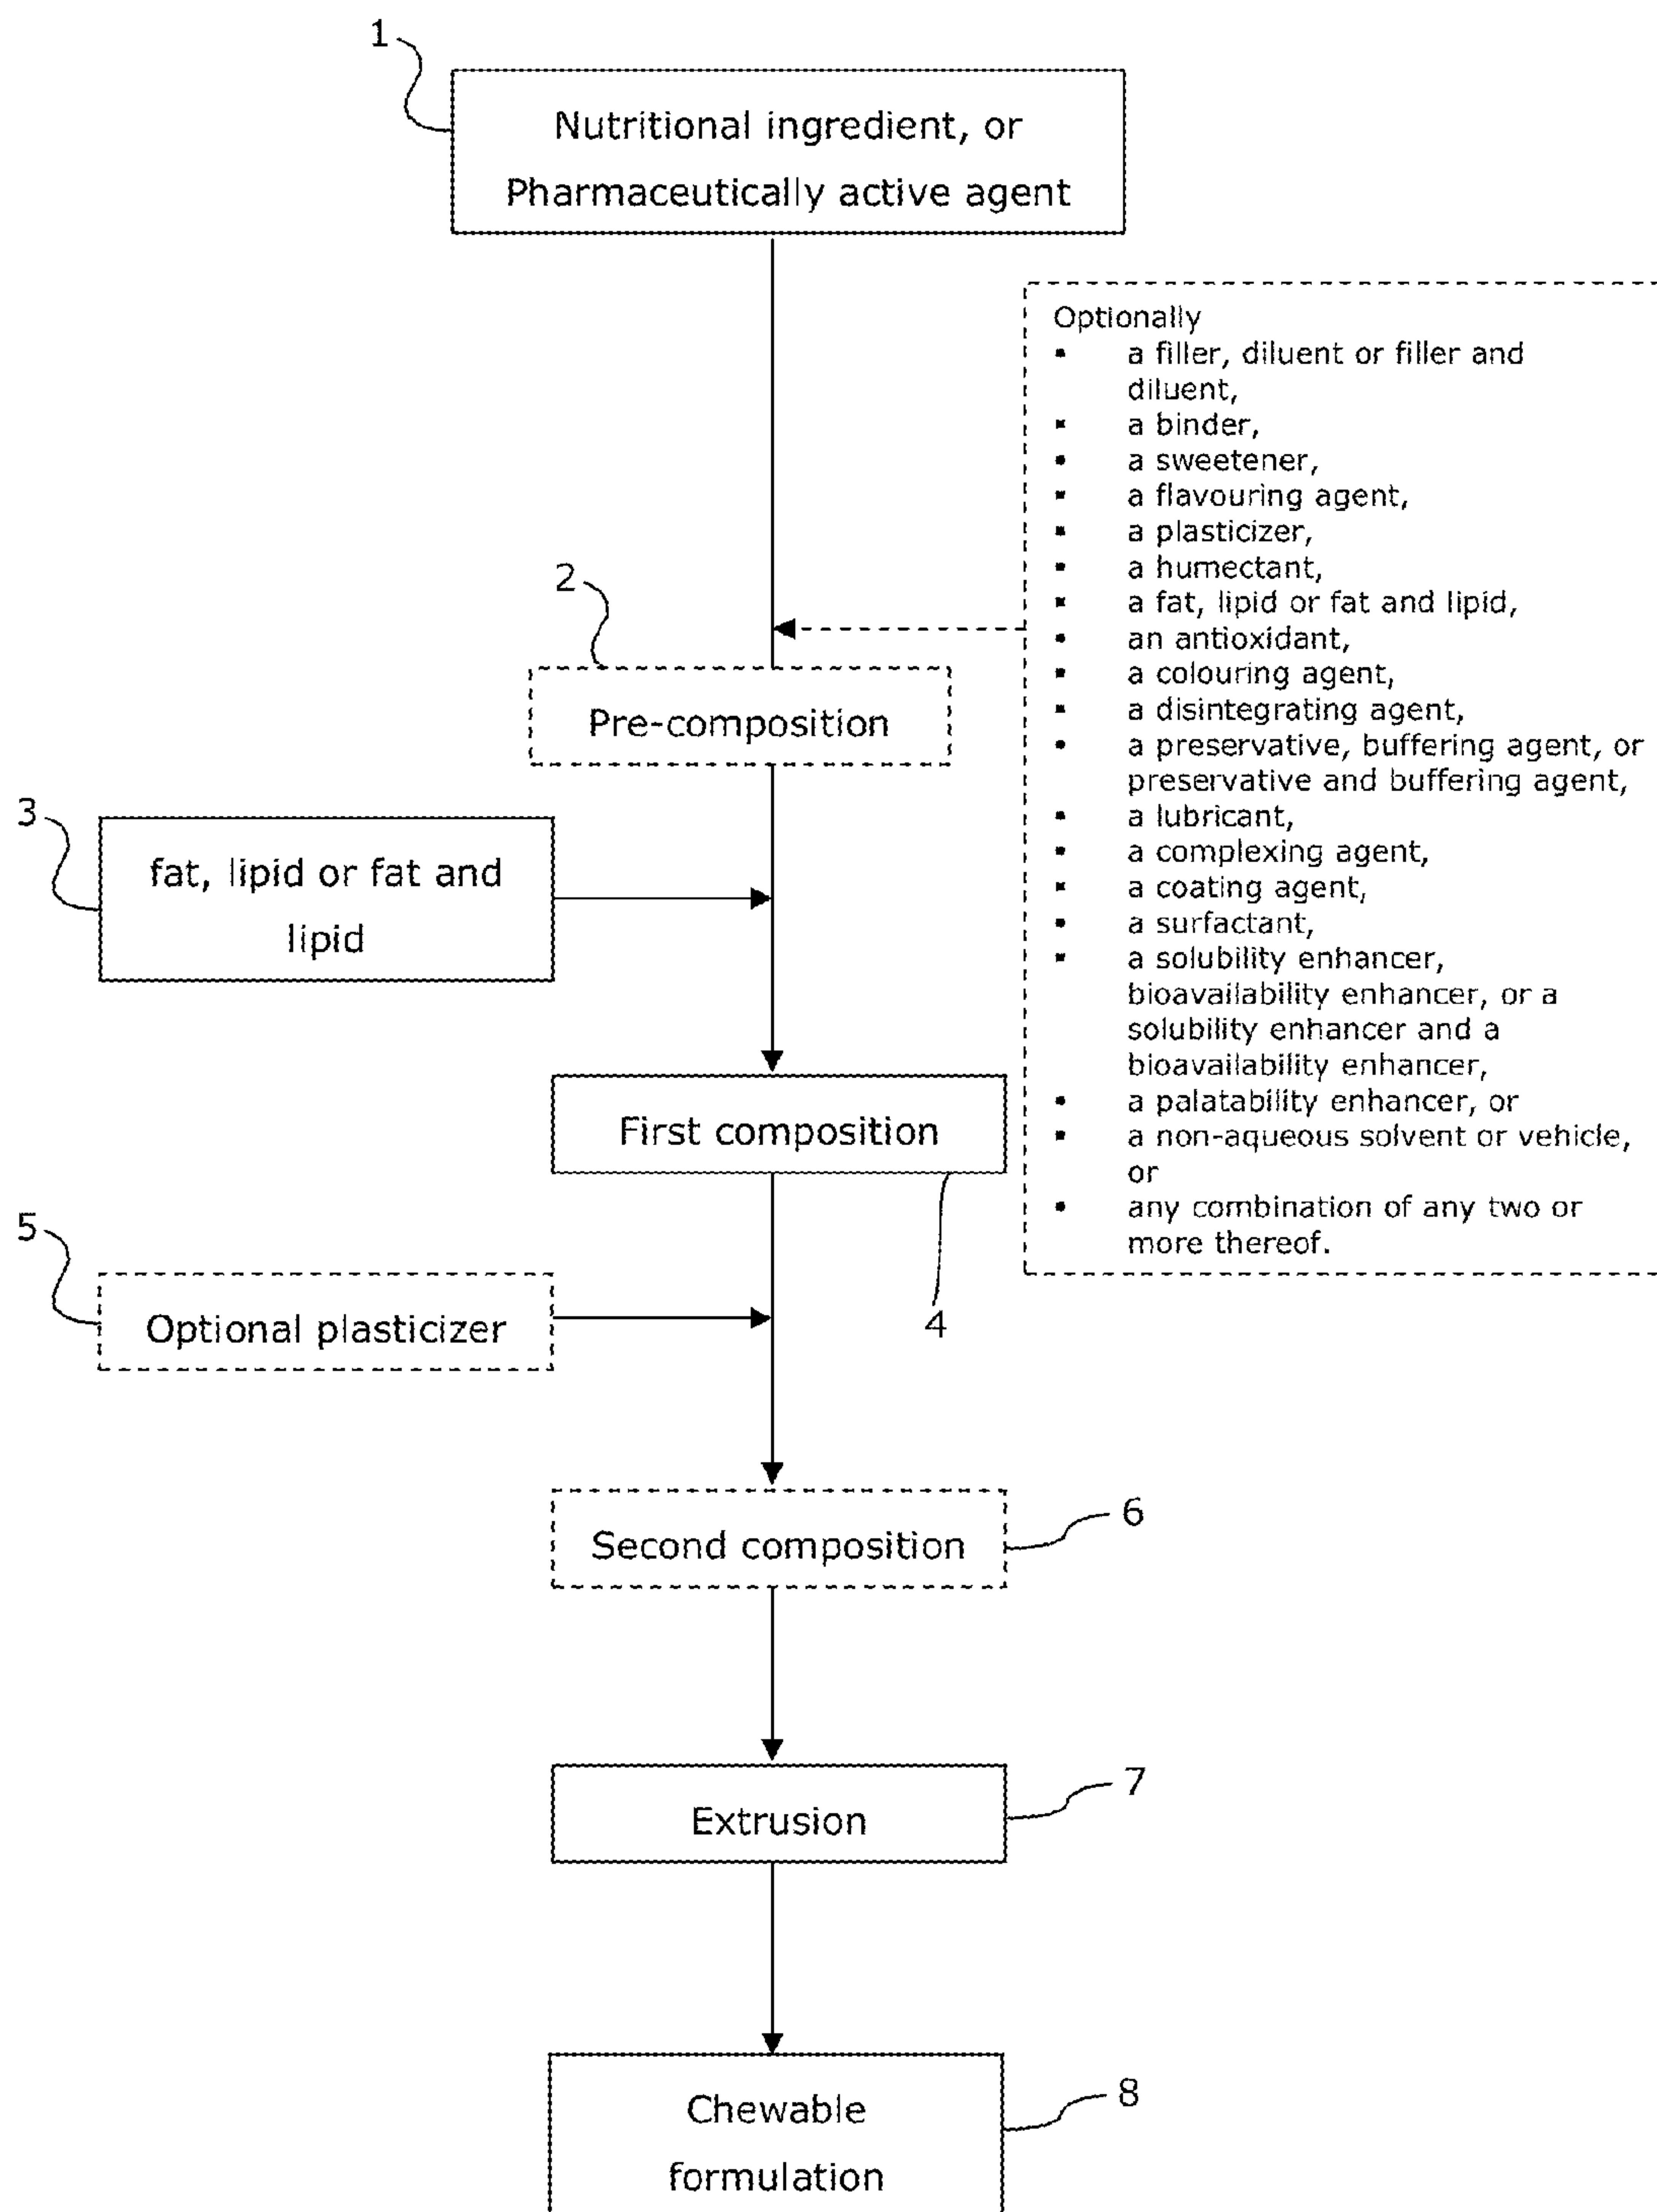 1
Nutritional ingredient, or
Pharmaceutically active agent
Optionally
▪ a filler, diluent or filler and
diluent,
▪ a binder,
▪ a sweetener,
▪ a flavouring agent,
▪ a plasticizer,
▪ a humectant,
▪ a fat, lipid or fat and lipid,
▪ an antioxidant,
▪ a colouring agent,
▪ a disintegrating agent,
▪ a preservative, buffering agent, or
preservative and buffering agent,
▪ a lubricant,
▪ a complexing agent,
▪ a coating agent,
▪ a surfactant,
▪ a solubility enhancer,
bioavailability enhancer, or a
solubility enhancer and a
bioavailability enhancer,
▪ a palatability enhancer, or
▪ a non-aqueous solvent or vehicle,
or
▪ any combination of any two or
more thereof.
2
Pre-composition
3
fat, lipid or fat and
lipid
First composition
4
5
Optional plasticizer
Second composition
6
Extrusion
7
Chewable
formulation
8